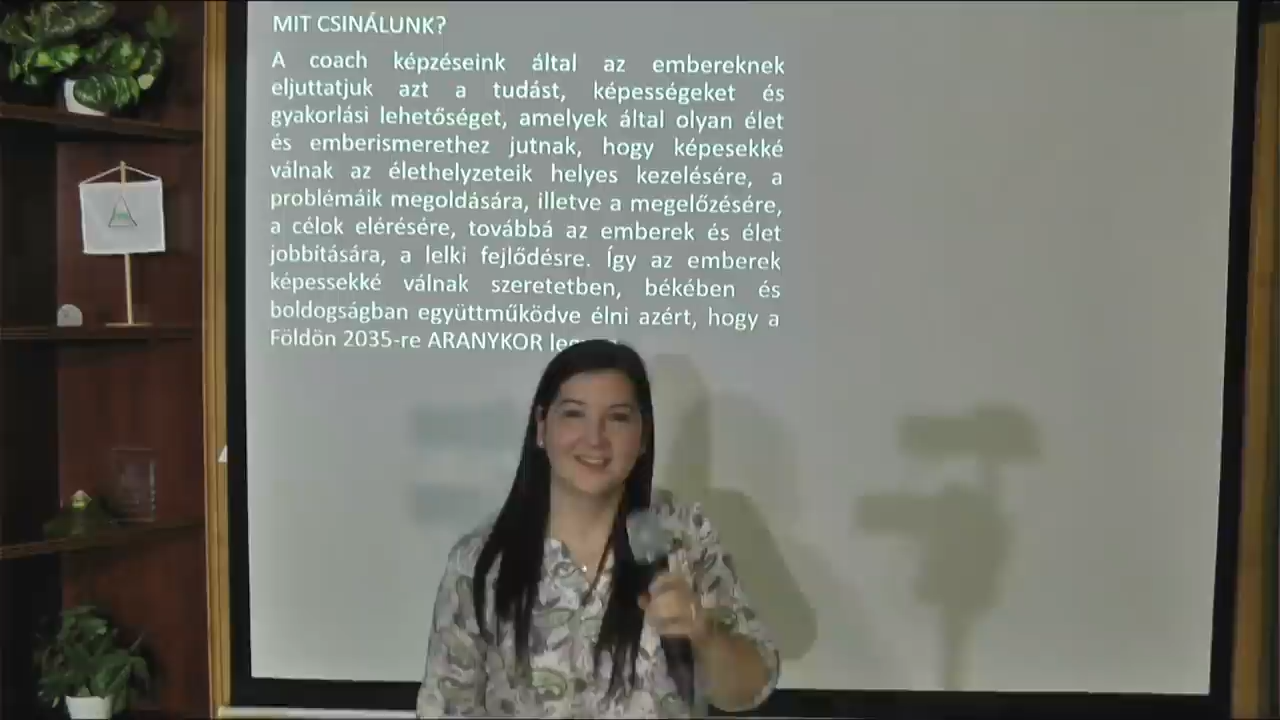 MIT CSINÁLUNK?
A coach képzéseink által az embereknek
eljuttatjuk azt a tudást, képességeket és
gyakorlási lehetőséget, amelyek által olyan élet
és emberismerethez jutnak, hogy képesekké
válnak az élethelyzeteik helyes kezelésére, a
problémáik megoldására, illetve a megelőzésére,
a célok elérésére, továbbá az emberek és élet
jobbítására, a lelki fejlődésre. Így az emberek
képessekké válnak szeretetben, békében és
boldogságban együttműködve élni azért, hogy a
Földön 2035-re ARANYKOR